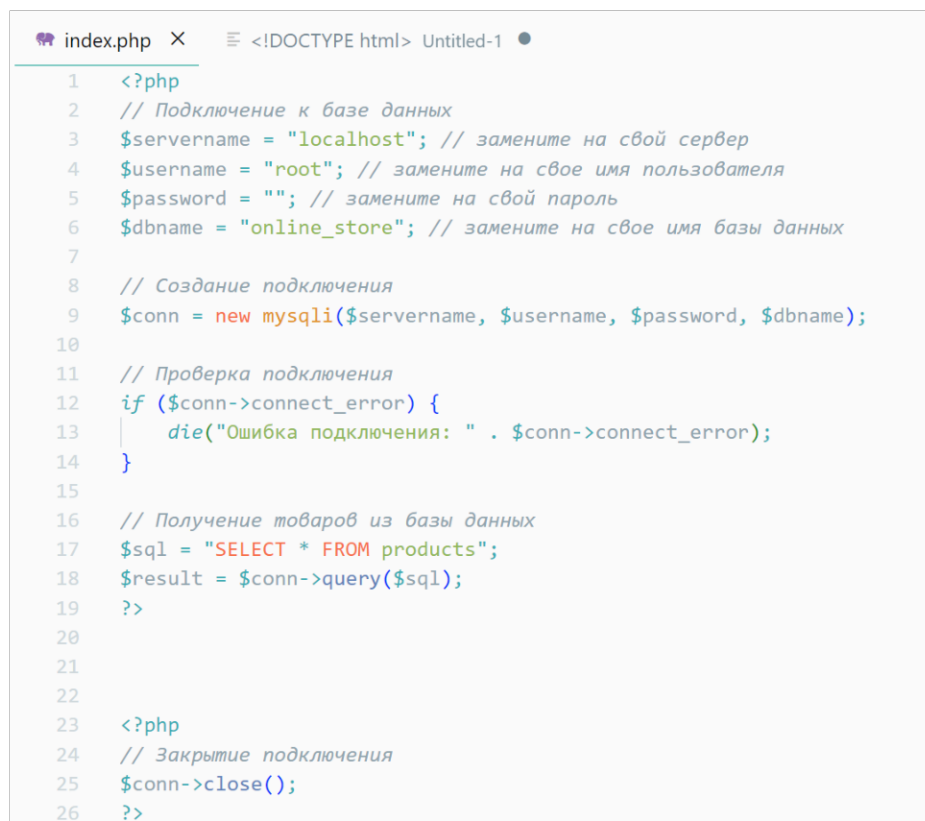 index.php × <!DOCTYPE html> Untitled-1 ●
1 <?php
2 // Подключение к базе данных
3 $servername = "localhost"; // замените на свой сервер
4 $username = "root"; // замените на свое имя пользователя
5 $password = ""; // замените на свой пароль
6 $dbname = "online_store"; // замените на свое имя базы данных
7
8 // Создание подключения
9 $conn = new mysqli($servername, $username, $password, $dbname);
10
11 // Проверка подключения
12 if ($conn->connect_error) {
13     die("Ошибка подключения: " . $conn->connect_error);
14 }
15
16 // Получение товаров из базы данных
17 $sql = "SELECT * FROM products";
18 $result = $conn->query($sql);
19 ?>
20
21
22
23 <?php
24 // Закрытие подключения
25 $conn->close();
26 ?>